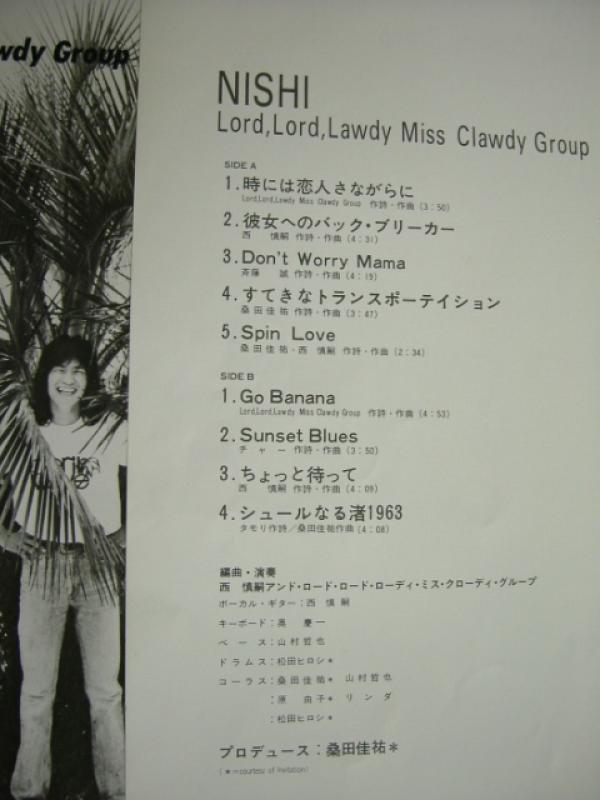 wdy Group
NISHI
Lord,Lord,Lawdy Miss Clawdy Group
SIDE A
1.時には恋人さながらに
Lord,Lord,Lawdy Miss Clawdy Group 作詩・作曲(3:50)
2.彼女へのバック・ブリーカー
西 慎嗣 作詩・作曲(4:31)
3.Don't Worry Mama
斉藤 誠 作詩・作曲(4:19)
4.すてきなトランスポーテイション
桑田佳祐 作詩・作曲(3:47)
5.Spin Love
桑田佳祐・西 慎嗣 作詩・作曲(2:34)
SIDE B
1.Go Banana
Lord,Lord,Lawdy Miss Clawdy Group 作詩・作曲(4:53)
2.Sunset Blues
チャー 作詩・作曲(3:50)
3.ちょっと待って
西 慎嗣 作詩・作曲(4:09)
4.シュールなる渚1963
タモリ作詩/桑田佳祐作曲(4:08)
編曲・演奏
西 慎嗣アンド・ロード・ロード・ローディ・ミス・クローディ・グループ
ボーカル・ギター:西 慎 嗣
キーボード:奥 慶一
ベース:山村哲也
ドラムス:松田ヒロシ*
コーラス:桑田佳祐* 山村哲也
:原 由子* リンダ
:松田ヒロシ*
プロデュース:桑田佳祐*
(*=courtesy of Invitation)